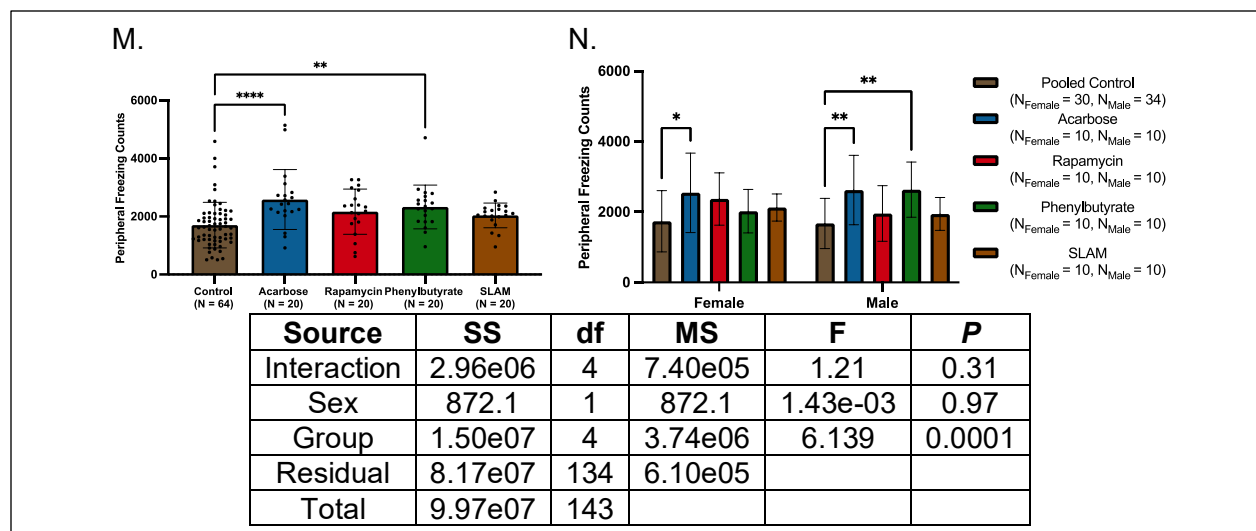 M.
**
****
Peripheral Freezing Counts
6000
4000
2000
0
Control
(N = 64)
Acarbose
(N = 20)
Rapamycin
(N = 20)
Phenylbutyrate
(N = 20)
SLAM
(N = 20)
N.
*
**
**
Peripheral Freezing Counts
6000
4000
2000
0
Female
Male
Pooled Control
(NFemale = 30, NMale = 34)
Acarbose
(NFemale = 10, NMale = 10)
Rapamycin
(NFemale = 10, NMale = 10)
Phenylbutyrate
(NFemale = 10, NMale = 10)
SLAM
(NFemale = 10, NMale = 10)
Source SS df MS F P
Interaction 2.96e06 4 7.40e05 1.21 0.31
Sex 872.1 1 872.1 1.43e-03 0.97
Group 1.50e07 4 3.74e06 6.139 0.0001
Residual 8.17e07 134 6.10e05
Total 9.97e07 143